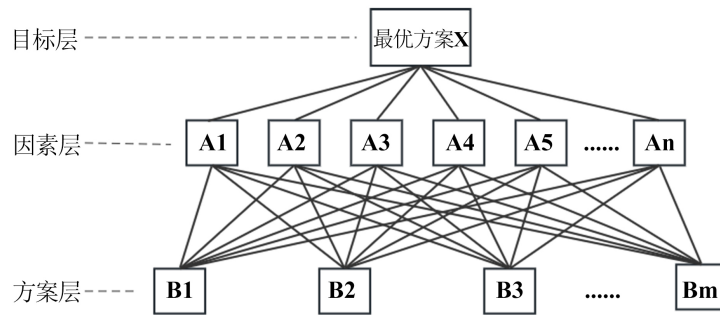 目标层 最优方案X
因素层 A1 A2 A3 A4 A5 ...... An
方案层 B1 B2 B3 ...... Bm